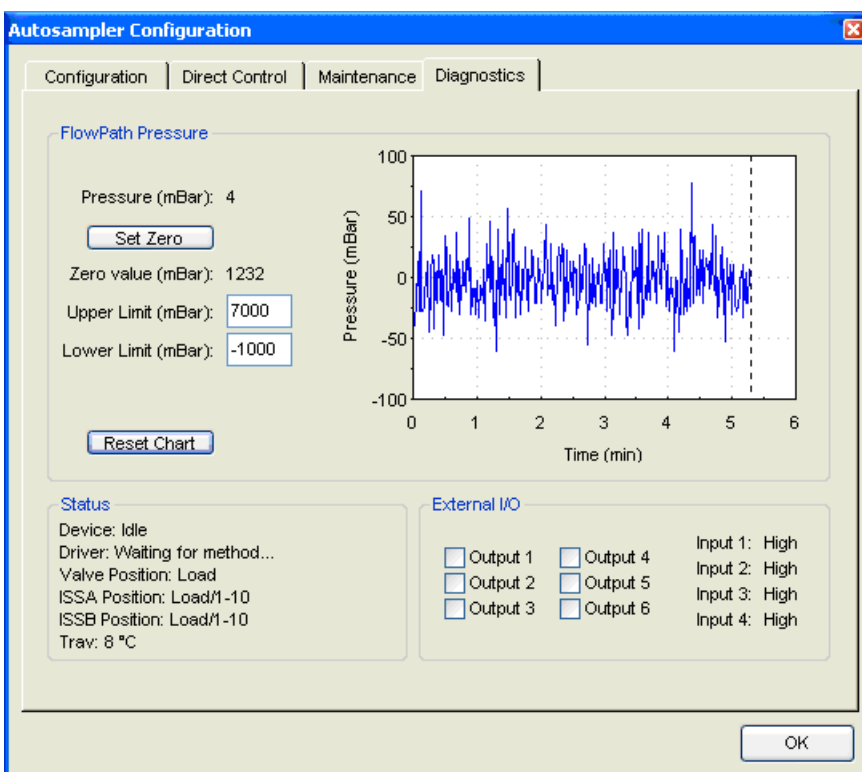 Autosampler Configuration
Configuration
Direct Control
Maintenance
Diagnostics
FlowPath Pressure
Pressure (mBar): 4
Set Zero
Zero value (mBar): 1232
Upper Limit (mBar): 7000
Lower Limit (mBar): -1000
Reset Chart
Pressure (mBar)
100
50
0
-50
-100
0 1 2 3 4 5 6
Time (min)
Status
Device: Idle
Driver: Waiting for method...
Valve Position: Load
ISSA Position: Load/1-10
ISSB Position: Load/1-10
Tray: 8 °C
External I/O
Output 1
Output 2
Output 3
Output 4
Output 5
Output 6
Input 1: High
Input 2: High
Input 3: High
Input 4: High
OK